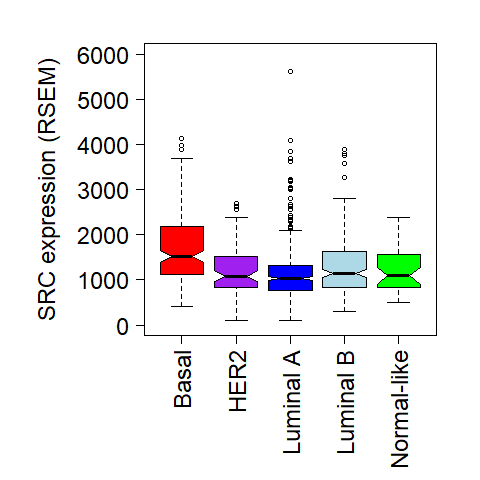 SRC expression (RSEM)
6000
5000
4000
3000
2000
1000
0
Basal
HER2
Luminal A
Luminal B
Normal-like